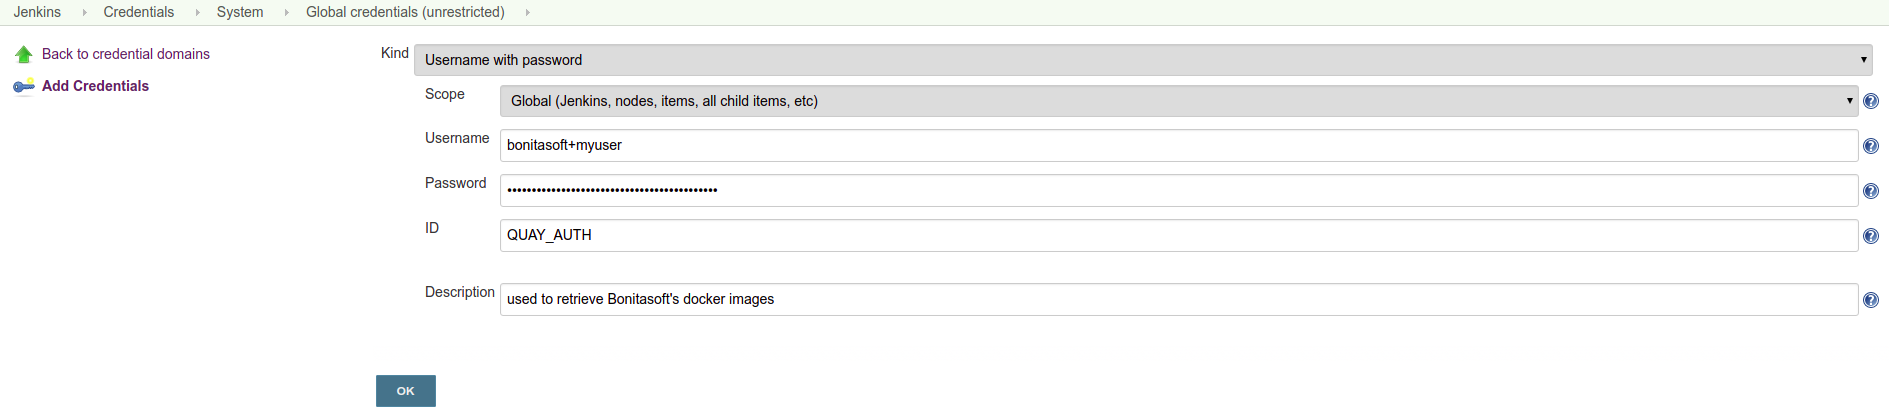 Jenkins Credentials System Global credentials (unrestricted)
Back to credential domains
Add Credentials
Kind Username with password
Scope Global (Jenkins, nodes, items, all child items, etc)
Username bonitasoft+myuser
Password •••••••••••••••••••••••••••••••••••••••••••
ID QUAY_AUTH
Description used to retrieve Bonitasoft's docker images
OK